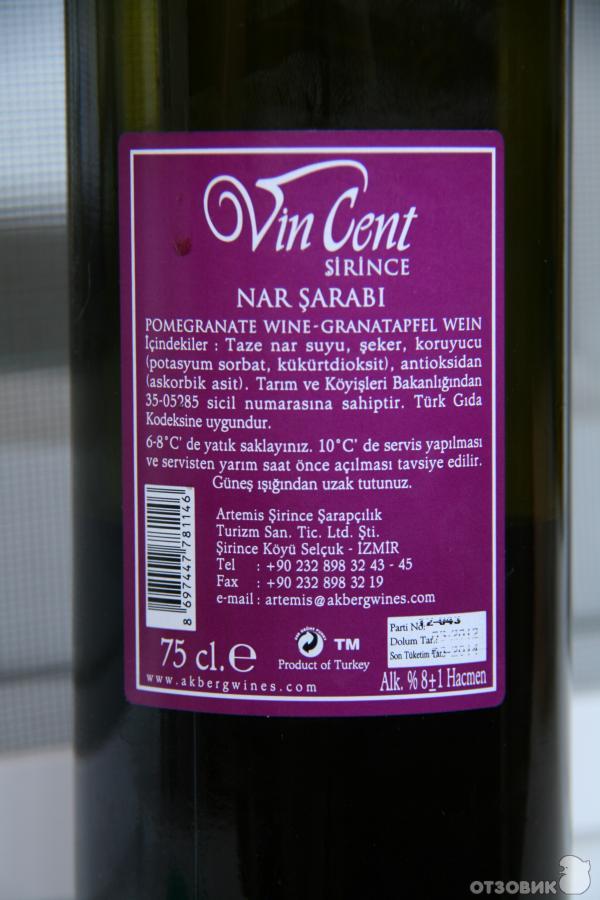 Vin Cent
SİRİNCE
NAR ŞARABI
POMEGRANATE WINE-GRANATAPFEL WEIN
İçindekiler : Taze nar suyu, şeker, koruyucu
(potasyum sorbat, kükürtdioksit), antioksidan
(askorbik asit). Tarım ve Köyişleri Bakanlığından
35-05285 sicil numarasına sahiptir. Türk Gıda
Kodeksine uygundur.
6-8°C' de yatık saklayınız. 10°C' de servis yapılması
ve servisten yarım saat önce açılması tavsiye edilir.
Güneş ışığından uzak tutunuz.
8 697447 781146
Artemis Şirince Şarapçılık
Turizm San. Tic. Ltd. Şti.
Şirince Köyü Selçuk - İZMİR
Tel : +90 232 898 32 43 - 45
Fax : +90 232 898 32 19
e-mail : artemis@akbergwines.com
75 cl.e
TM
Product of Turkey
Parti No:
Dolum Tar.:
Son Tüketim Tar.:
www.akbergwines.com
Alk. %8±1 Hacmen
ОТЗОВИК